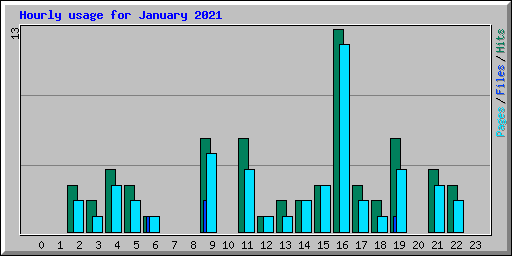 Hourly usage for January 2021
13
Pages/Files/Hits
0 1 2 3 4 5 6 7 8 9 10 11 12 13 14 15 16 17 18 19 20 21 22 23